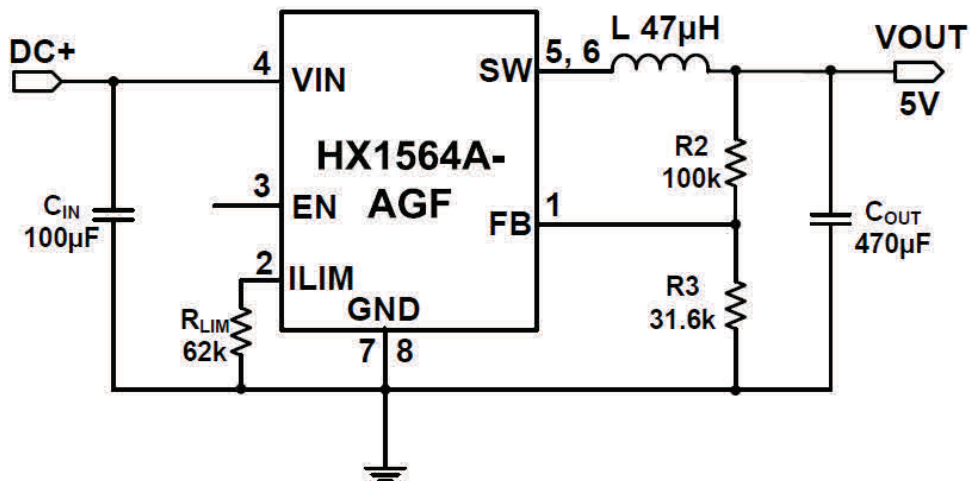 DC+
4
VIN
3
EN
2
ILIM
GND
7 8
HX1564A-
AGF
SW
5, 6
FB
1
L 47μH
VOUT
5V
R2
100k
R3
31.6k
CIN
100μF
COUT
470μF
RLIM
62k